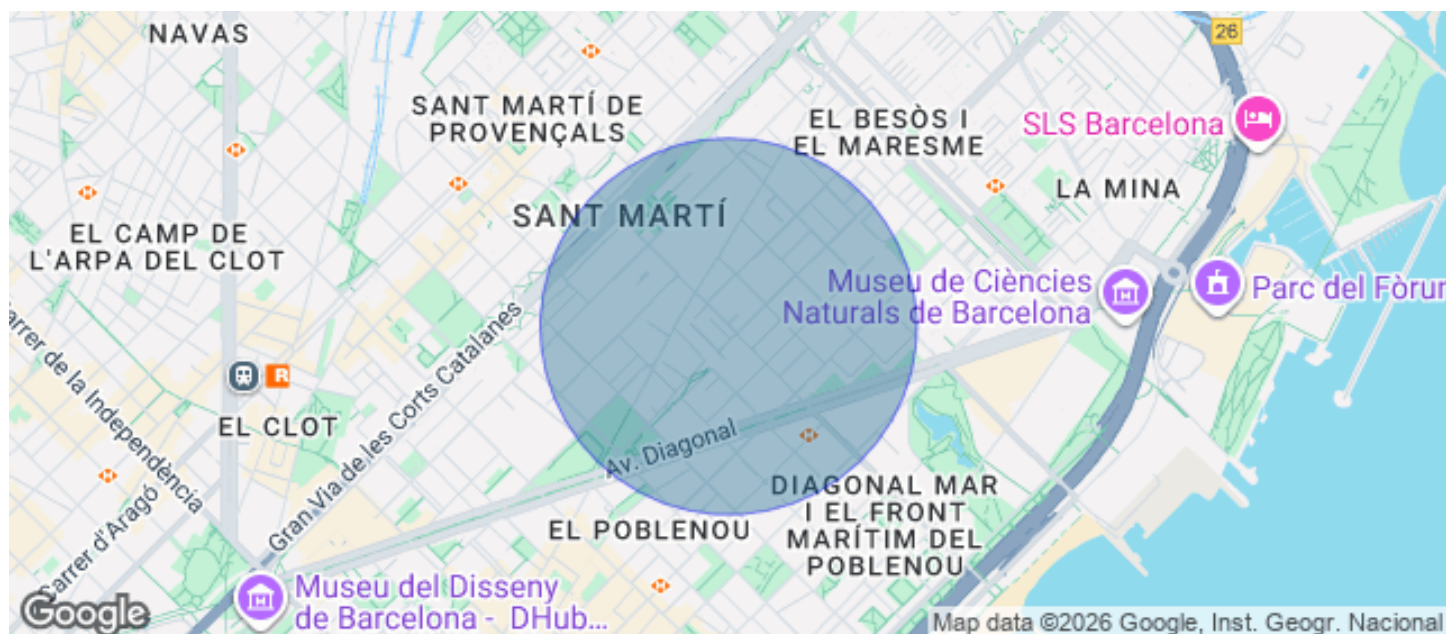 NAVAS
26
SANT MARTÍ DE
PROVENÇALS
EL BESÒS I
EL MARESME
SLS Barcelona
LA MINA
SANT MARTÍ
EL CAMP DE
L'ARPA DEL CLOT
Museu de Ciències
Naturals de Barcelona
Parc del Fòrum
Carrer de la Independència
Gran Via de les Corts Catalanes
R
EL CLOT
Av. Diagonal
Carrer d'Aragó
DIAGONAL MAR
I EL FRONT
MARÍTIM DEL
POBLENOU
EL POBLENOU
Museu del Disseny
de Barcelona - DHub...
Google
Map data ©2026 Google, Inst. Geogr. Nacional